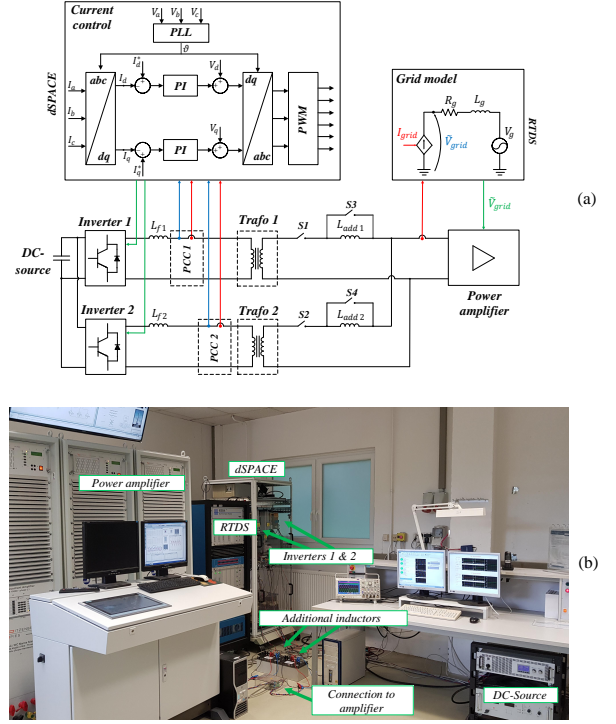 Current control
V_a V_b V_c
PLL
ϑ
dSPACE
I_a
I_b
I_c
abc
dq
I_d
I_d^*
I_q
I_q^*
PI
PI
V_d
V_q
dq
abc
PWM
Grid model
R_g
L_g
I_grid
Ṽ_grid
V_g
RTDS
Ṽ_grid
(a)
Inverter 1
L_f1
PCC 1
Trafo 1
S1
S3
L_add 1
DC-
source
Power
amplifier
Inverter 2
L_f2
PCC 2
Trafo 2
S2
S4
L_add 2
dSPACE
Power amplifier
RTDS
Inverters 1 & 2
(b)
Additional inductors
Connection to
amplifier
DC-Source